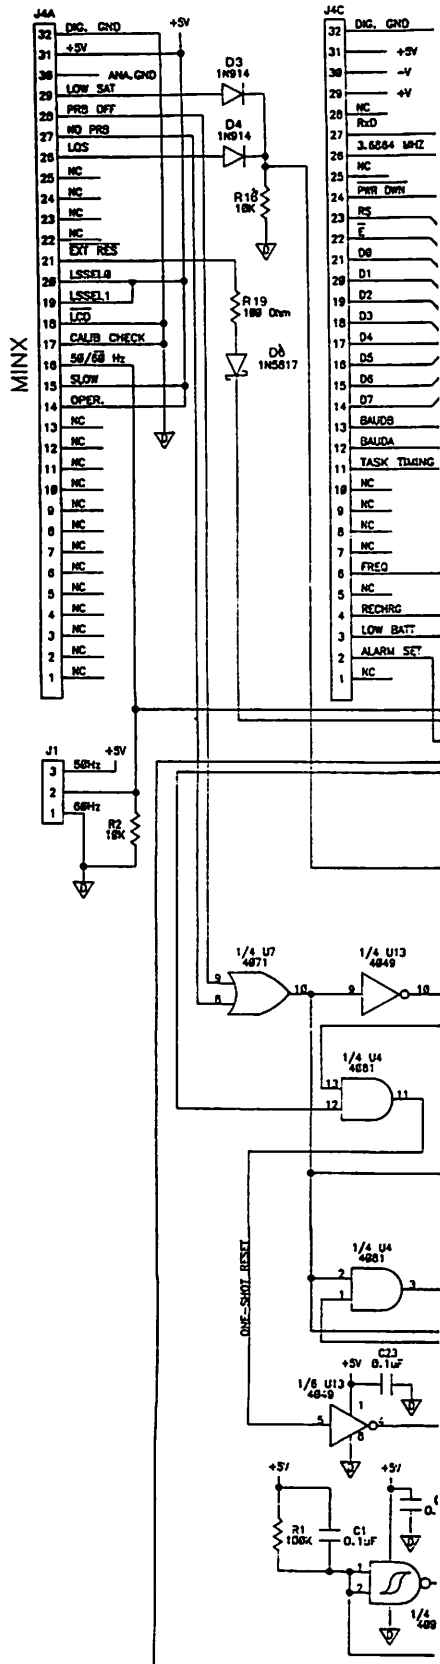 J4A
32 DIG. GND
31 +5V
30 ANA.GND
29 LOW SAT
28 PRB OFF
27 NO PRB
26 LOS
25 NC
24 NC
23 NC
22 NC
21 EXT RES
20 LSSEL0
19 LSSEL1
18 LCD
17 CALIB CHECK
16 50/60 Hz
15 SLOW
14 OPER.
13 NC
12 NC
11 NC
10 NC
9 NC
8 NC
7 NC
6 NC
5 NC
4 NC
3 NC
2 NC
1 NC
MINX
+5V
D3
1N914
D4
1N914
R18
10K
D
R19
100 Ohm
D6
1N5817
D
J4C
32 DIG. GND
31 +5V
30 -V
29 +V
28 NC
27 RxD
26 3.6864 MHZ
25 NC
24 PWR DWN
23 RS
22 E
21 D0
20 D1
19 D2
18 D3
17 D4
16 D5
15 D6
14 D7
13 BAUDB
12 BAUDA
11 TASK TIMING
10 NC
9 NC
8 NC
7 NC
6 FREQ
5 NC
4 RECHRG
3 LOW BATT
2 ALARM SET
1 NC
J1
+5V
3 50Hz
2
1 60Hz
R2
10K
D
1/4 U7
4071
9
8
10
1/4 U13
4049
9
10
1/4 U4
4081
13
12
11
1/4 U4
4081
2
1
3
ONE-SHOT RESET
C23
0.1uF
+5V
D
1/6 U13
4049
5
1
4
8
D
+5V
R1
100K
C1
0.1uF
+5V
0.
D
1
2
D
1/4
409